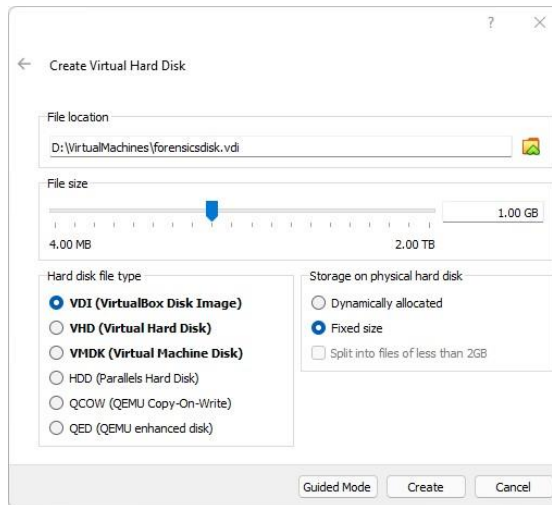 ?
Create Virtual Hard Disk
File location
D:\VirtualMachines\forensicsdisk.vdi
File size
1.00 GB
4.00 MB 2.00 TB
Hard disk file type
VDI (VirtualBox Disk Image)
VHD (Virtual Hard Disk)
VMDK (Virtual Machine Disk)
HDD (Parallels Hard Disk)
QCOW (QEMU Copy-On-Write)
QED (QEMU enhanced disk)
Storage on physical hard disk
Dynamically allocated
Fixed size
Split into files of less than 2GB
Guided Mode Create Cancel